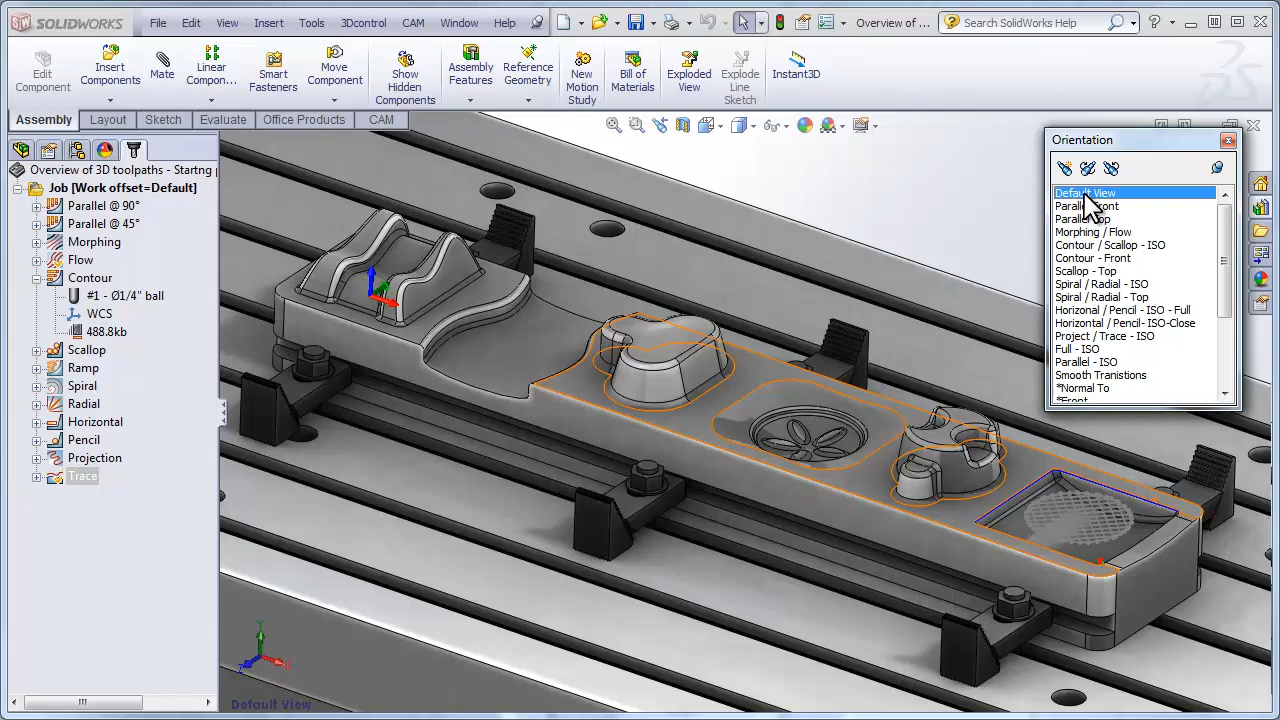 SOLIDWORKS File Edit View Insert Tools 3Dcontrol CAM Window Help Overview of ... Search SolidWorks Help
Edit Component
Insert Components
Mate
Linear Compon...
Smart Fasteners
Move Component
Show Hidden Components
Assembly Features
Reference Geometry
New Motion Study
Bill of Materials
Exploded View
Explode Line Sketch
Instant3D
Assembly Layout Sketch Evaluate Office Products CAM
Overview of 3D toolpaths - Startng p
Job [Work offset=Default]
Parallel @ 90°
Parallel @ 45°
Morphing
Flow
Contour
#1 - Ø1/4" ball
WCS
488.8kb
Scallop
Ramp
Spiral
Radial
Horizontal
Pencil
Projection
Trace
Orientation
Default View
Morphing / Flow
Contour / Scallop - ISO
Contour - Front
Scallop - Top
Spiral / Radial - ISO
Spiral / Radial - Top
Horizonal / Pencil - ISO - Full
Horizontal / Pencil- ISO-Close
Project / Trace - ISO
Full - ISO
Parallel - ISO
Smooth Tranistions
*Normal To
*Front
Y
X
Z
Default View